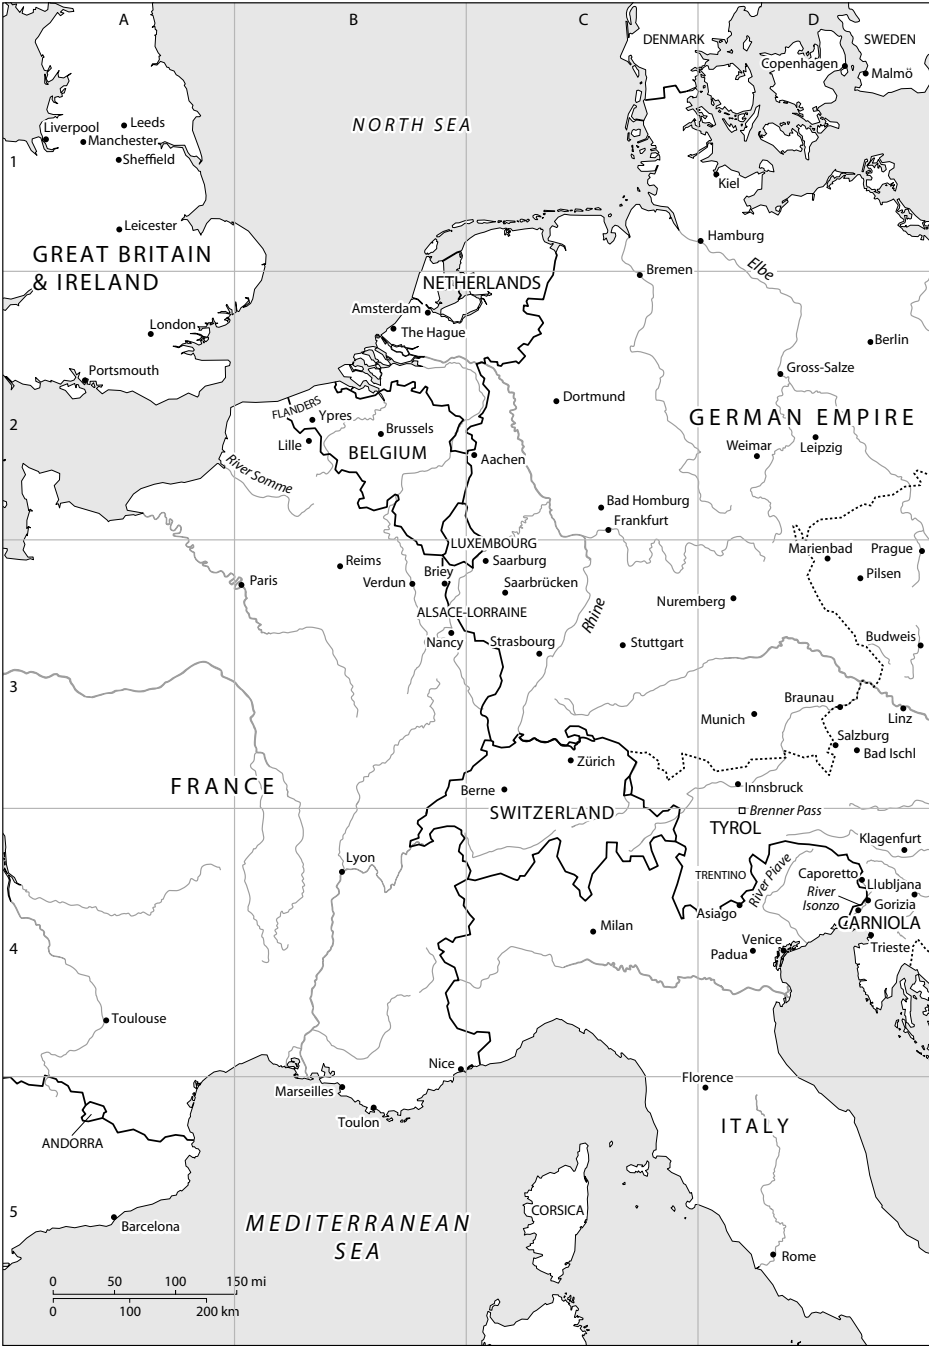 A
B
C
D
DENMARK
SWEDEN
Copenhagen
Malmö
NORTH SEA
Leeds
Liverpool
Manchester
1
Sheffield
Kiel
Leicester
Hamburg
GREAT BRITAIN
& IRELAND
Elbe
Bremen
NETHERLANDS
Amsterdam
The Hague
London
Berlin
Portsmouth
Gross-Salze
Dortmund
FLANDERS
Ypres
GERMAN EMPIRE
2
Brussels
Lille
BELGIUM
Weimar
Leipzig
Aachen
River Somme
Bad Homburg
Frankfurt
LUXEMBOURG
Marienbad
Prague
Reims
Saarburg
Paris
Verdun
Briey
Saarbrücken
Pilsen
ALSACE-LORRAINE
Rhine
Nuremberg
Nancy
Strasbourg
Stuttgart
Budweis
3
Braunau
Munich
Linz
Salzburg
Bad Ischl
Zürich
FRANCE
Berne
Innsbruck
SWITZERLAND
Brenner Pass
TYROL
Klagenfurt
Lyon
TRENTINO
River Piave
Caporetto
Llubljana
River
Isonzo
Gorizia
Asiago
CARNIOLA
Milan
4
Venice
Trieste
Padua
Toulouse
Nice
Florence
Marseilles
Toulon
ITALY
ANDORRA
5
CORSICA
Barcelona
MEDITERRANEAN
SEA
Rome
0 50 100 150 mi
0 100 200 km